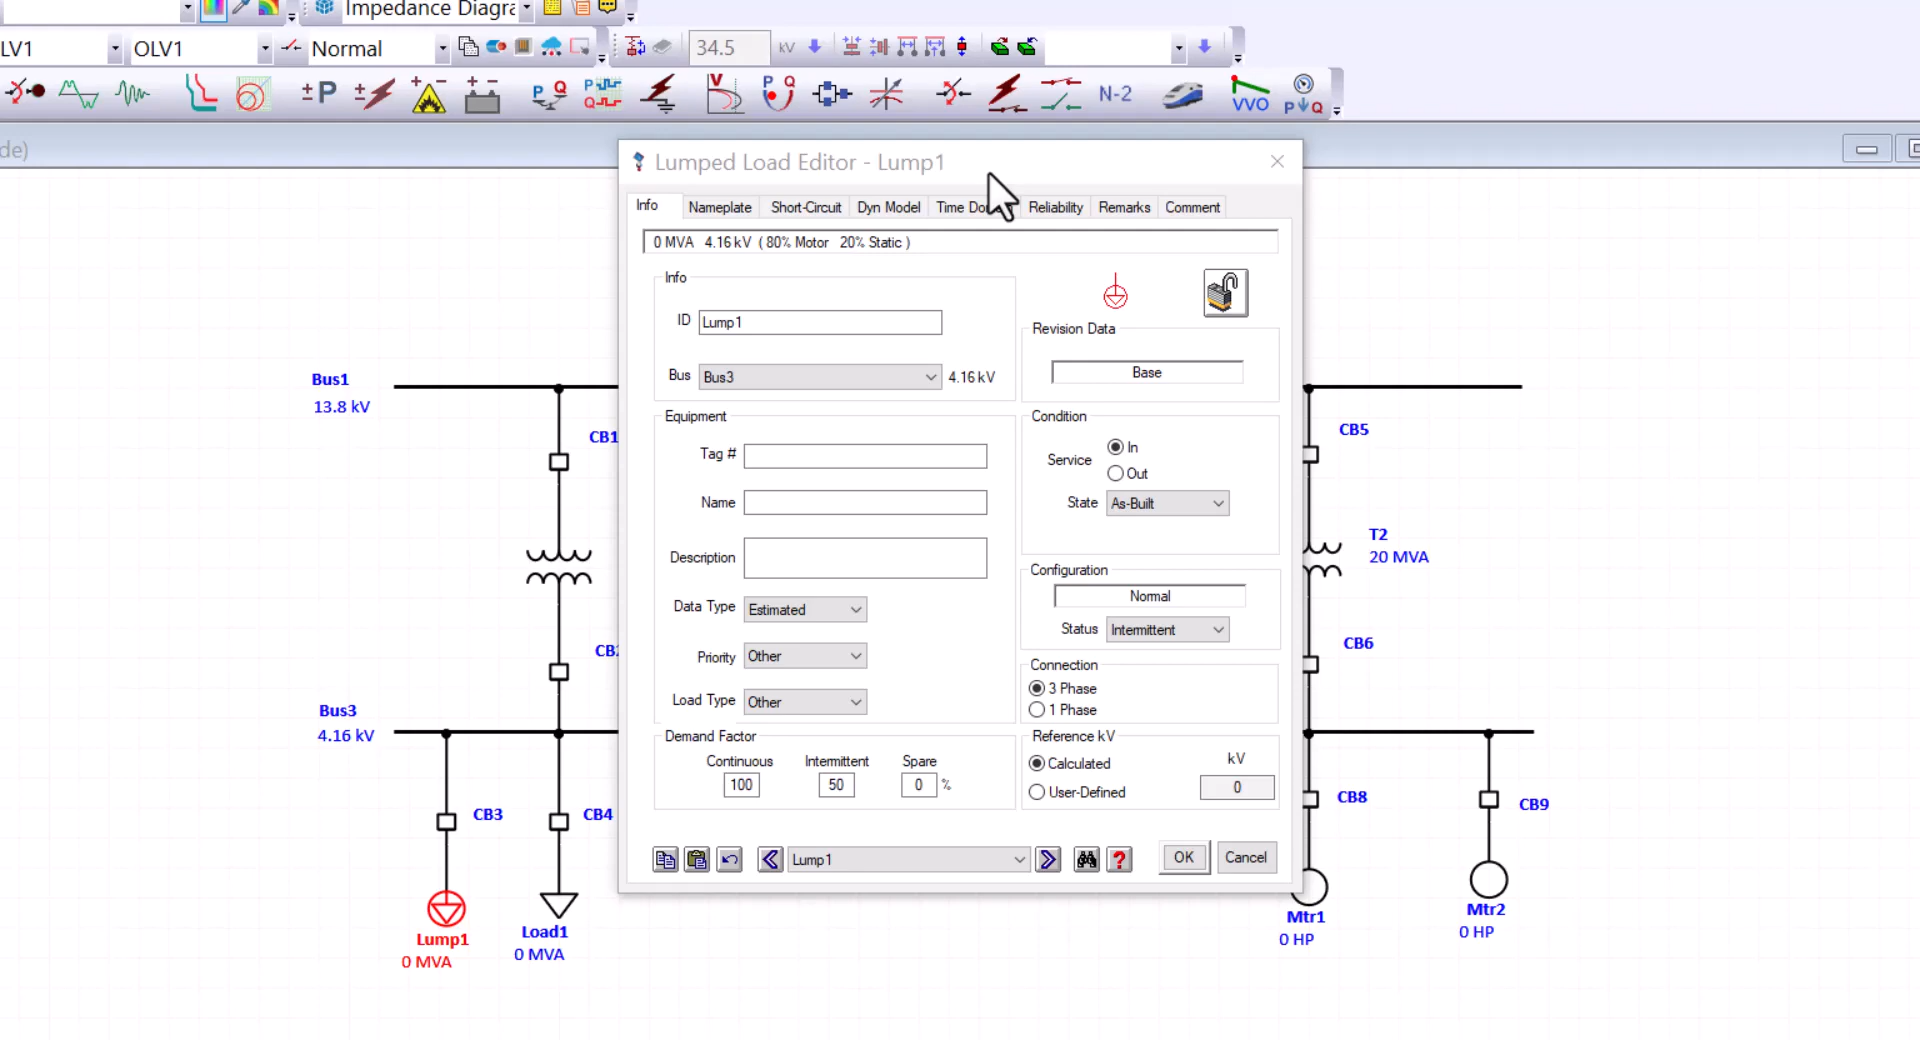 Impedance Diagra
LV1 OLV1 Normal 34.5 kV
±P P Q P Q V P Q N-2 VVO P Q
de)
Lumped Load Editor - Lump1
Info Nameplate Short-Circuit Dyn Model Time Do Reliability Remarks Comment
0 MVA 4.16 kV ( 80% Motor 20% Static )
Info
ID Lump1
Bus Bus3 4.16 kV
Revision Data
Base
Equipment
Tag #
Name
Description
Data Type Estimated
Priority Other
Load Type Other
Condition
Service In
Out
State As-Built
Configuration
Normal
Status Intermittent
Connection
3 Phase
1 Phase
Demand Factor
Continuous Intermittent Spare
100 50 0 %
Reference kV
Calculated kV
User-Defined 0
Lump1 ? OK Cancel
Bus1
13.8 kV
CB1
CB2
Bus3
4.16 kV
CB3
CB4
Lump1
0 MVA
Load1
0 MVA
CB5
T2
20 MVA
CB6
CB8
CB9
Mtr1
0 HP
Mtr2
0 HP